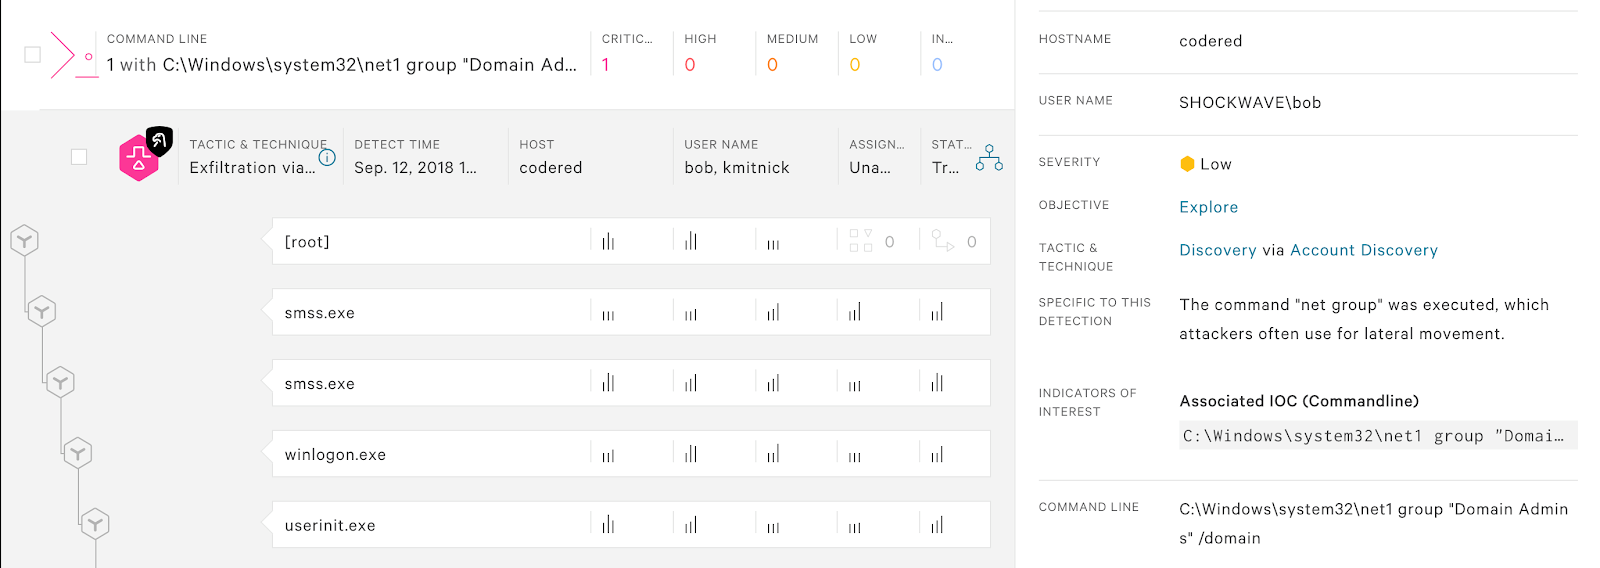 COMMAND LINE
1 with C:\Windows\system32\net1 group "Domain Ad...
CRITIC...
1
HIGH
0
MEDIUM
0
LOW
0
IN...
0
TACTIC & TECHNIQUE
Exfiltration via...
DETECT TIME
Sep. 12, 2018 1...
HOST
codered
USER NAME
bob, kmitnick
ASSIGN...
Una...
STAT...
Tr...
[root]
0
0
smss.exe
smss.exe
winlogon.exe
userinit.exe
HOSTNAME
codered
USER NAME
SHOCKWAVE\bob
SEVERITY
Low
OBJECTIVE
Explore
TACTIC &
TECHNIQUE
Discovery via Account Discovery
SPECIFIC TO THIS
DETECTION
The command "net group" was executed, which
attackers often use for lateral movement.
INDICATORS OF
INTEREST
Associated IOC (Commandline)
C:\Windows\system32\net1 group "Domai...
COMMAND LINE
C:\Windows\system32\net1 group "Domain Admin
s" /domain